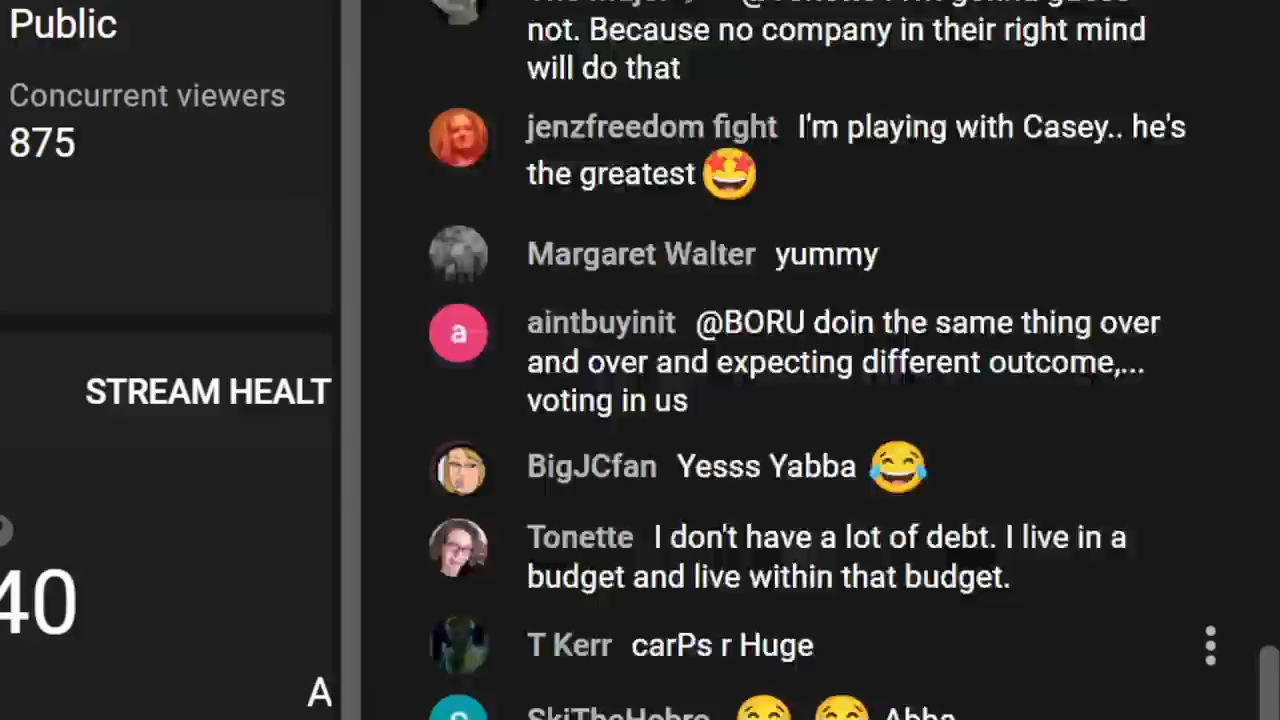 Public
Concurrent viewers
875
STREAM HEALT
40
A
not. Because no company in their right mind
will do that
jenzfreedom fight I'm playing with Casey.. he's
the greatest 🤩
Margaret Walter yummy
a
aintbuyinit @BORU doin the same thing over
and over and expecting different outcome,...
voting in us
BigJCfan Yesss Yabba 😂
Tonette I don't have a lot of debt. I live in a
budget and live within that budget.
T Kerr carPs r Huge
SkiTheHobro Abba